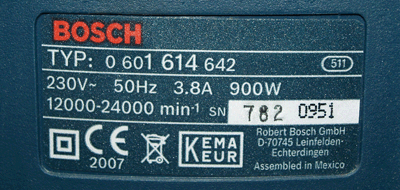 BOSCH
TYP: 0 601 614 642 511
230V~ 50Hz 3.8A 900W
12000-24000 min-1 SN 782 0951
CE KEMA KEUR
2007
Robert Bosch GmbH
D-70745 Leinfelden-
Echterdingen
Assembled in Mexico